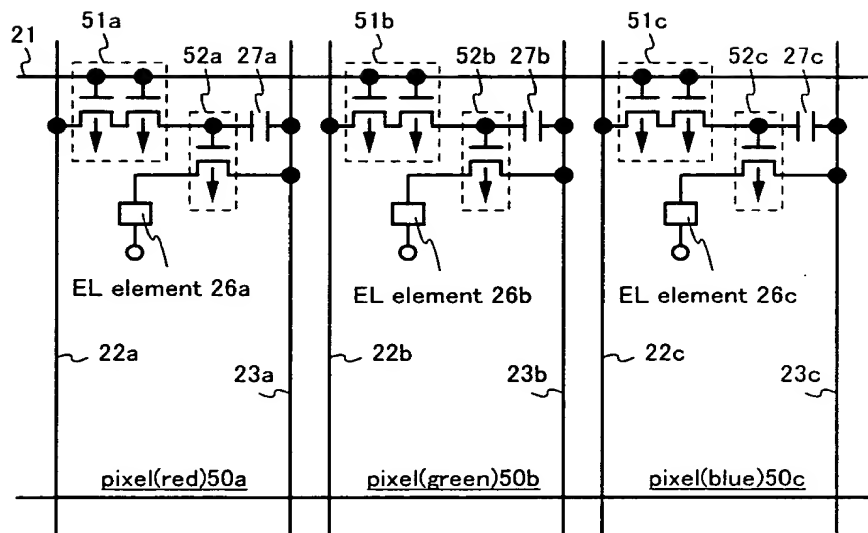 51a 51b 51c
21 52a 27a 52b 27b 52c 27c
EL element 26a EL element 26b EL element 26c
22a 22b 22c
23a 23b 23c
pixel(red)50a pixel(green)50b pixel(blue)50c